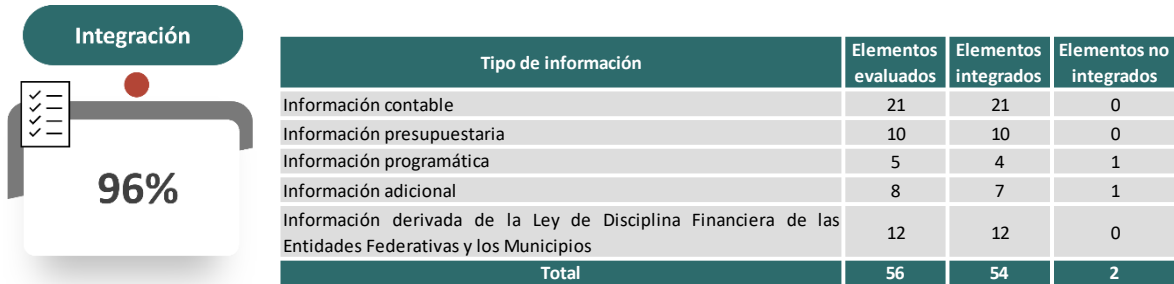 Integración
96%
Tipo de información Elementos evaluados Elementos integrados Elementos no integrados
Información contable 21 21 0
Información presupuestaria 10 10 0
Información programática 5 4 1
Información adicional 8 7 1
Información derivada de la Ley de Disciplina Financiera de las
Entidades Federativas y los Municipios 12 12 0
Total 56 54 2